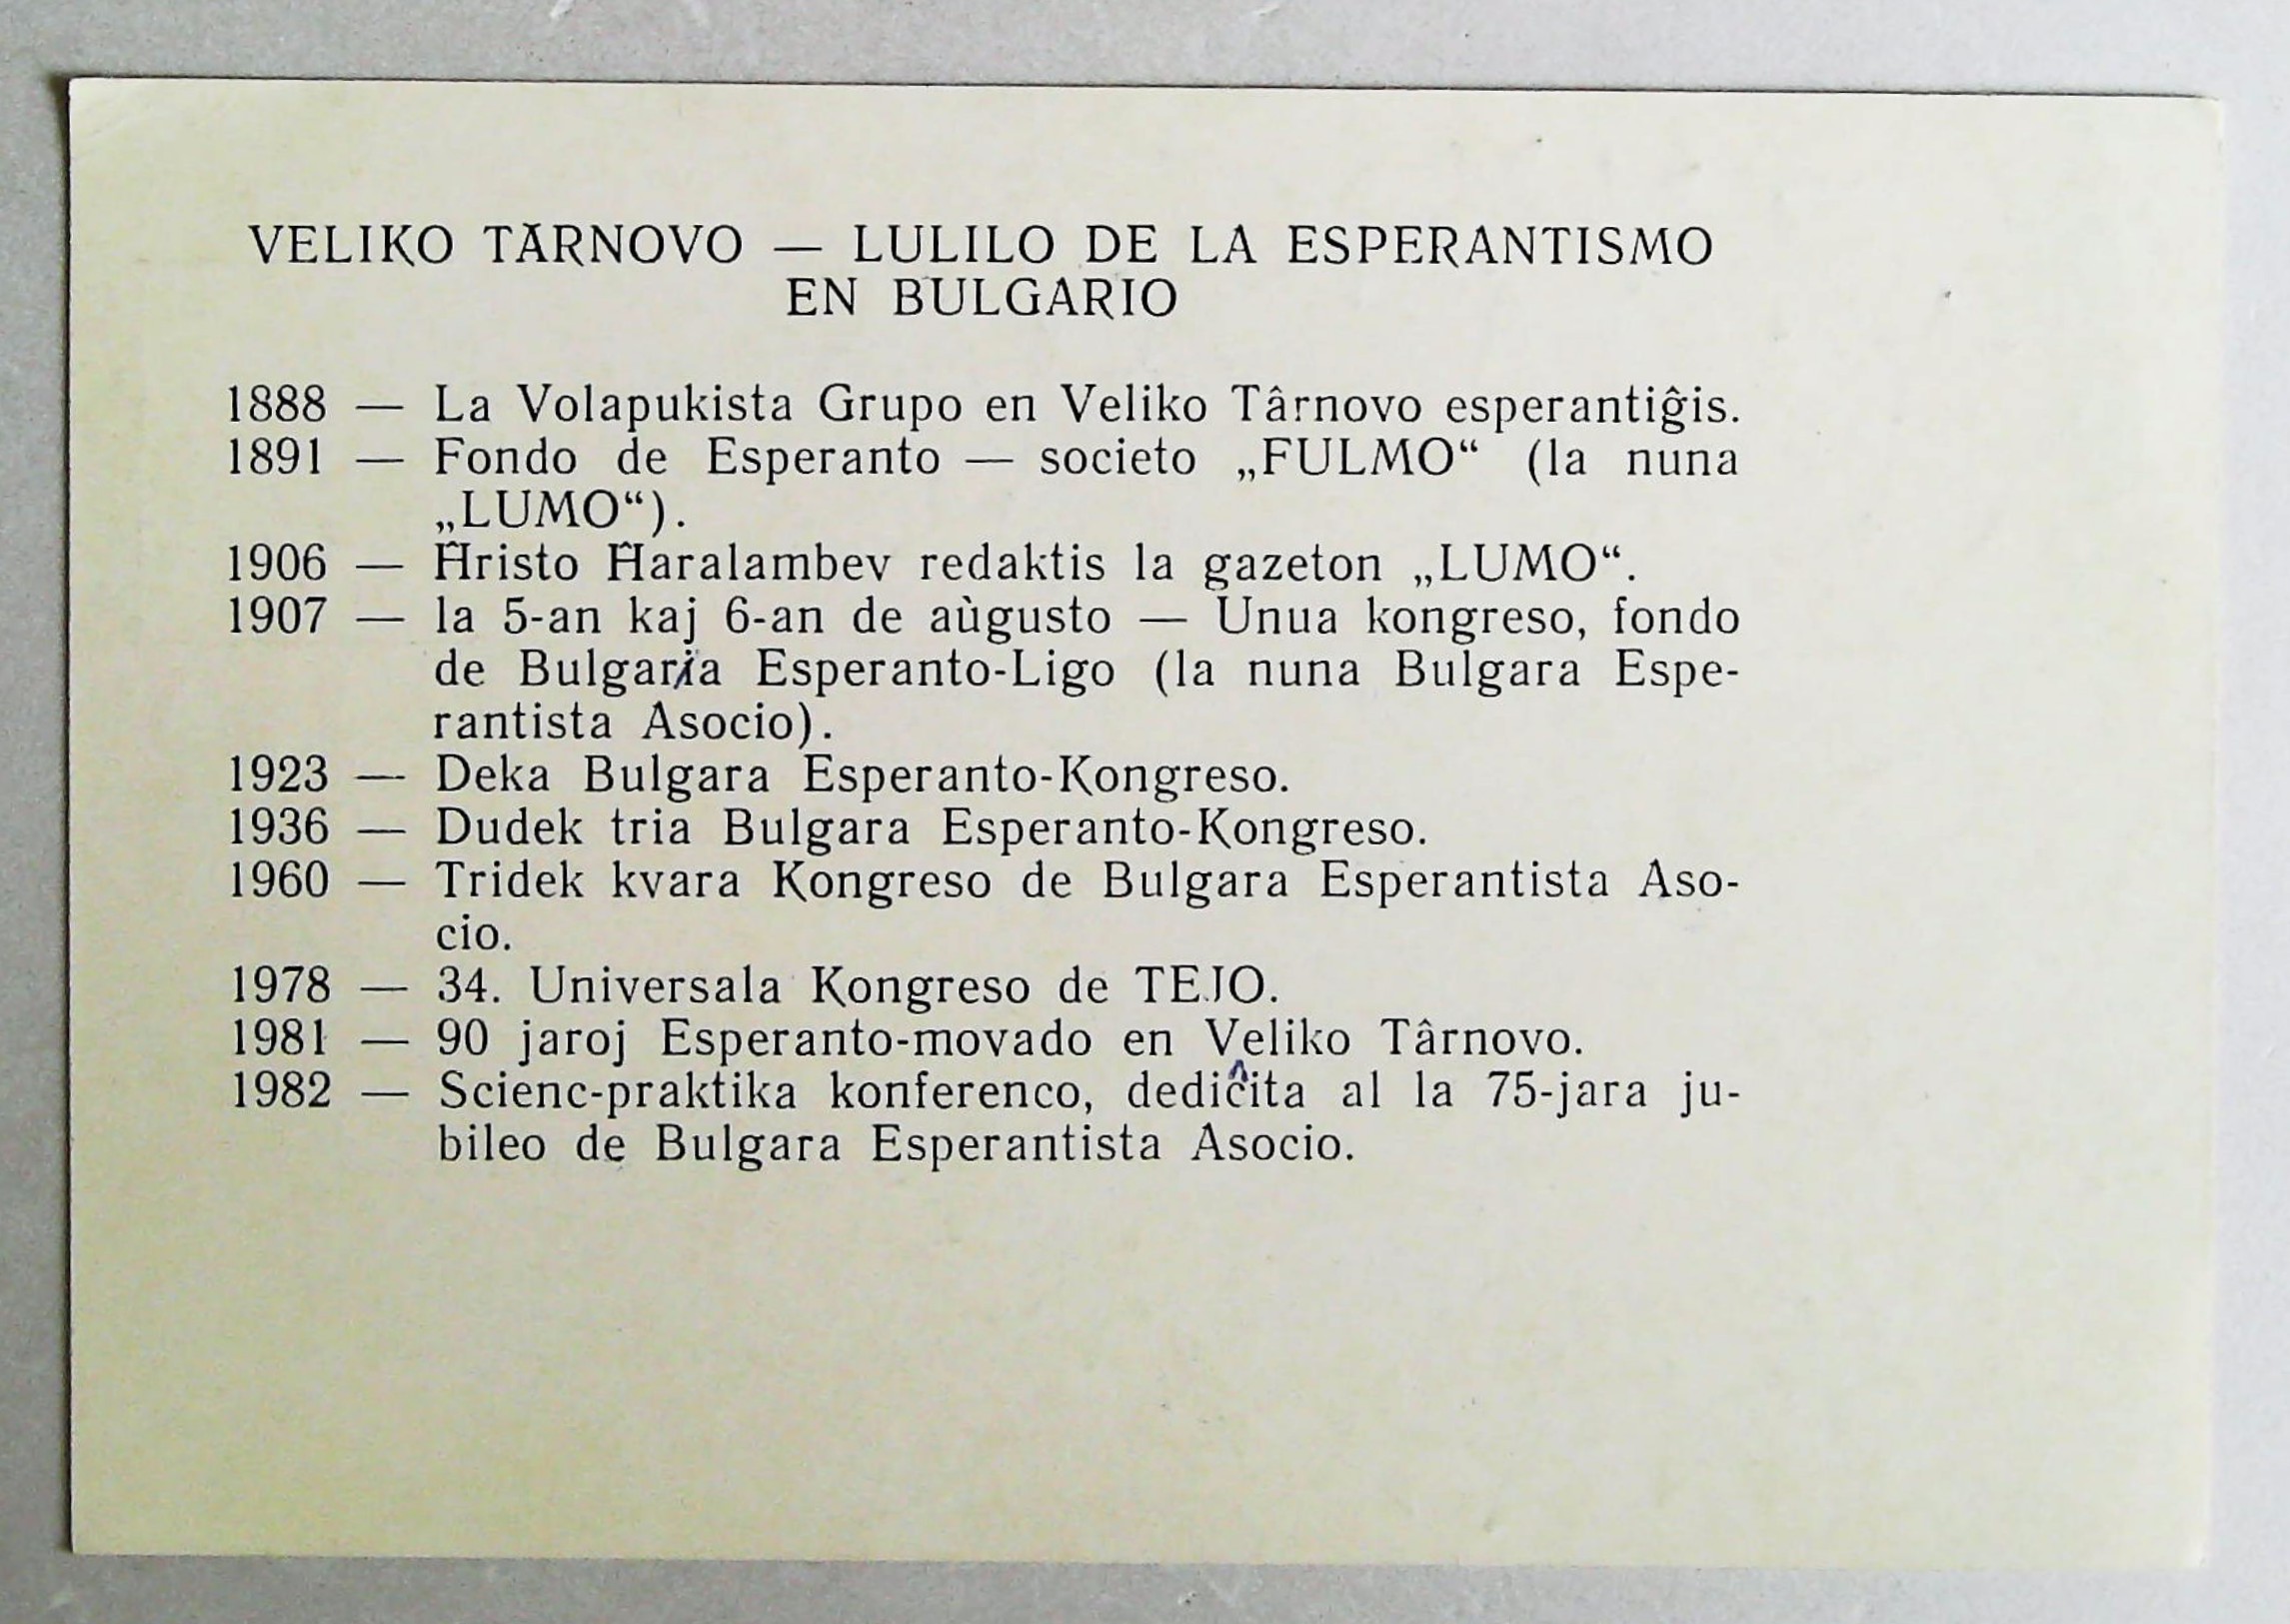 VELIKO TÂRNOVO — LULILO DE LA ESPERANTISMO
EN BULGARIO
1888 — La Volapukista Grupo en Veliko Târnovo esperantiĝis.
1891 — Fondo de Esperanto — societo „FULMO“ (la nuna
„LUMO“).
1906 — Ĥristo Ĥaralambev redaktis la gazeton „LUMO“.
1907 — la 5-an kaj 6-an de aùgusto — Unua kongreso, fondo
de Bulgaria Esperanto-Ligo (la nuna Bulgara Espe-
rantista Asocio).
1923 — Deka Bulgara Esperanto-Kongreso.
1936 — Dudek tria Bulgara Esperanto-Kongreso.
1960 — Tridek kvara Kongreso de Bulgara Esperantista Aso-
cio.
1978 — 34. Universala Kongreso de TEJO.
1981 — 90 jaroj Esperanto-movado en Veliko Târnovo.
1982 — Scienc-praktika konferenco, dediĉita al la 75-jara ju-
bileo de Bulgara Esperantista Asocio.